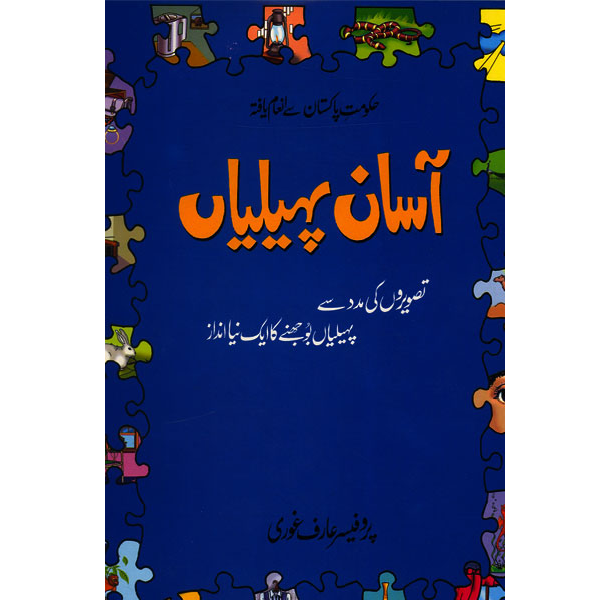 حکومتِ پاکستان سے انعام یافتہ
آسان پہیلیاں
تصویروں کی مدد سے
پہیلیاں بُوجھنے کا ایک نیا انداز
پروفیسر عارف غوری